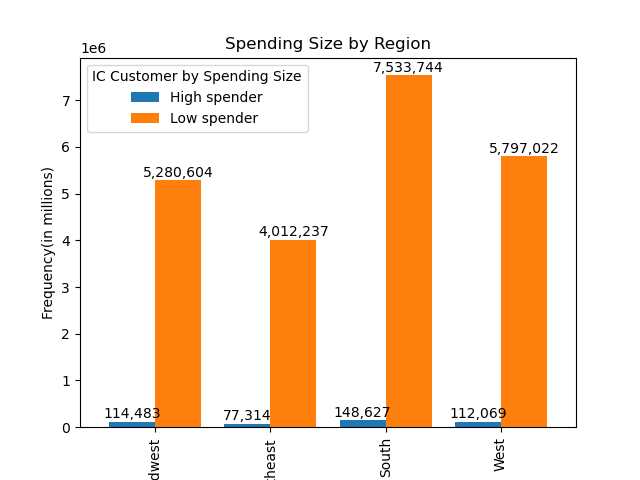 Spending Size by Region
1e6
IC Customer by Spending Size
High spender
Low spender
Frequency(in millions)
7
6
5
4
3
2
1
0
114,483
5,280,604
77,314
4,012,237
148,627
7,533,744
112,069
5,797,022
dwest
heast
South
West